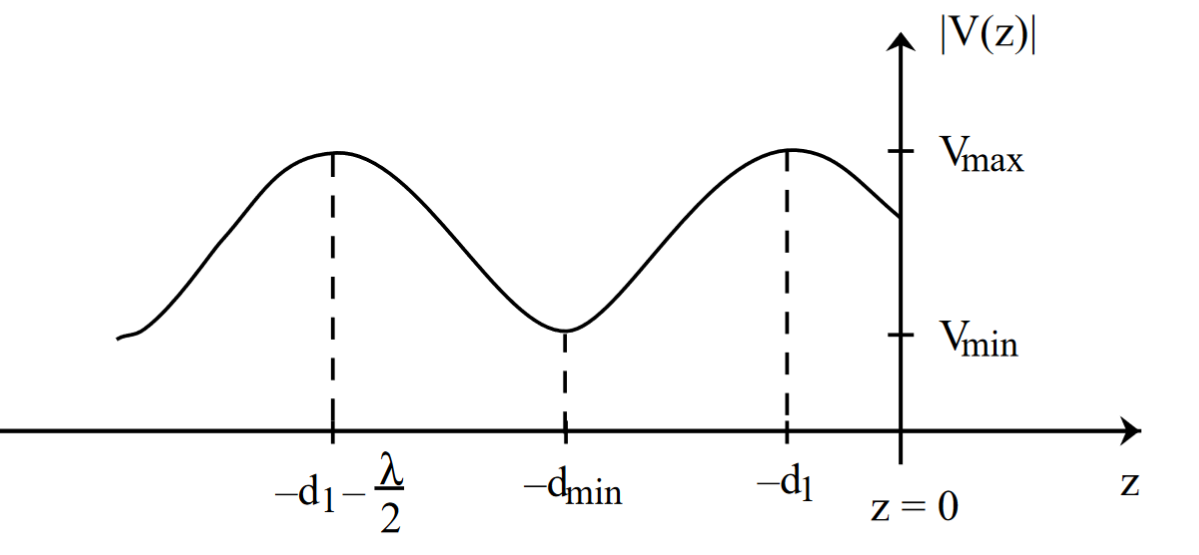 |V(z)|
Vmax
Vmin
–d1 – λ/2
–dmin
–d1
z = 0
z